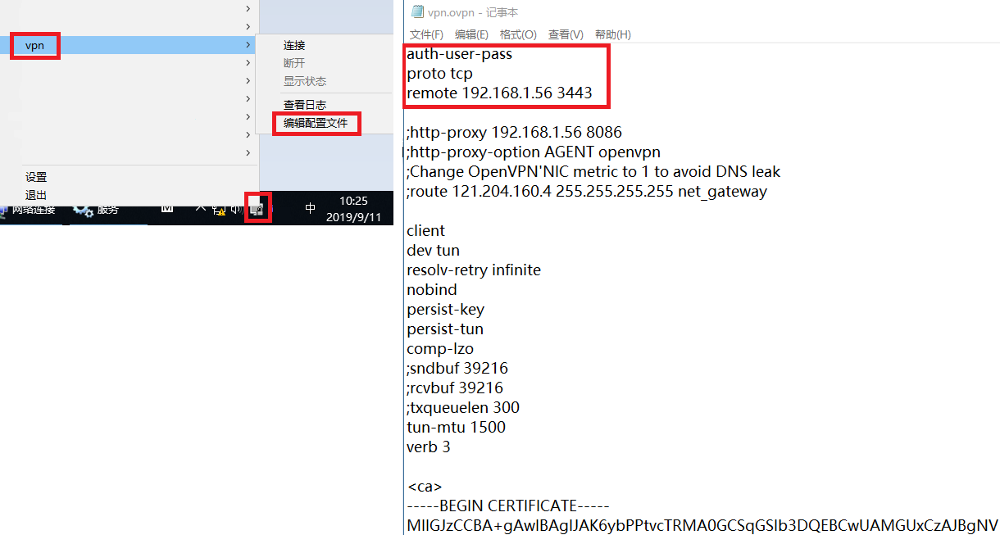 vpn
连接
断开
显示状态
查看日志
编辑配置文件
设置
退出
网络连接
服务
中
10:25
2019/9/11
vpn.ovpn - 记事本
文件(F) 编辑(E) 格式(O) 查看(V) 帮助(H)
auth-user-pass
proto tcp
remote 192.168.1.56 3443
;http-proxy 192.168.1.56 8086
;http-proxy-option AGENT openvpn
;Change OpenVPN'NIC metric to 1 to avoid DNS leak
;route 121.204.160.4 255.255.255.255 net_gateway
client
dev tun
resolv-retry infinite
nobind
persist-key
persist-tun
comp-lzo
;sndbuf 39216
;rcvbuf 39216
;txqueuelen 300
tun-mtu 1500
verb 3
<ca>
-----BEGIN CERTIFICATE-----
MIIGJzCCBA+gAwIBAgIJAK6ybPPtvcTRMA0GCSqGSIb3DQEBCwUAMGUxCzAJBgNV